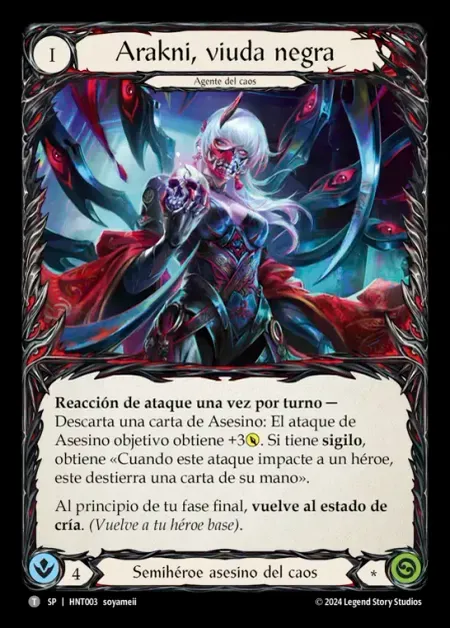 I
Arakni, viuda negra
Agente del caos
Reacción de ataque una vez por turno —
Descarta una carta de Asesino: El ataque de
Asesino objetivo obtiene +3. Si tiene sigilo,
obtiene «Cuando este ataque impacte a un héroe,
este destierra una carta de su mano».
Al principio de tu fase final, vuelve al estado de
cría. (Vuelve a tu héroe base).
4
Semihéroe asesino del caos
*
T SP | HNT003 soyameii
© 2024 Legend Story Studios